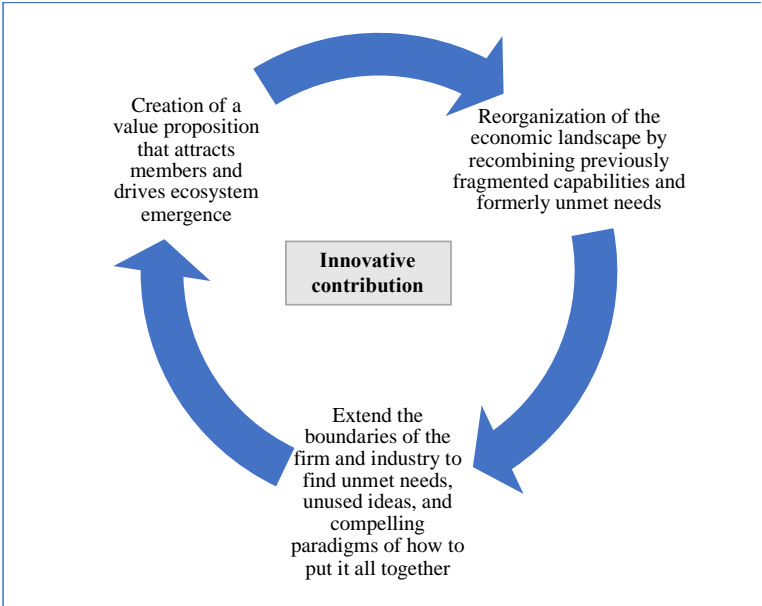 Creation of a
value proposition
that attracts
members and
drives ecosystem
emergence
Reorganization of the
economic landscape by
recombining previously
fragmented capabilities and
formerly unmet needs
Innovative
contribution
Extend the
boundaries of the
firm and industry to
find unmet needs,
unused ideas, and
compelling
paradigms of how to
put it all together